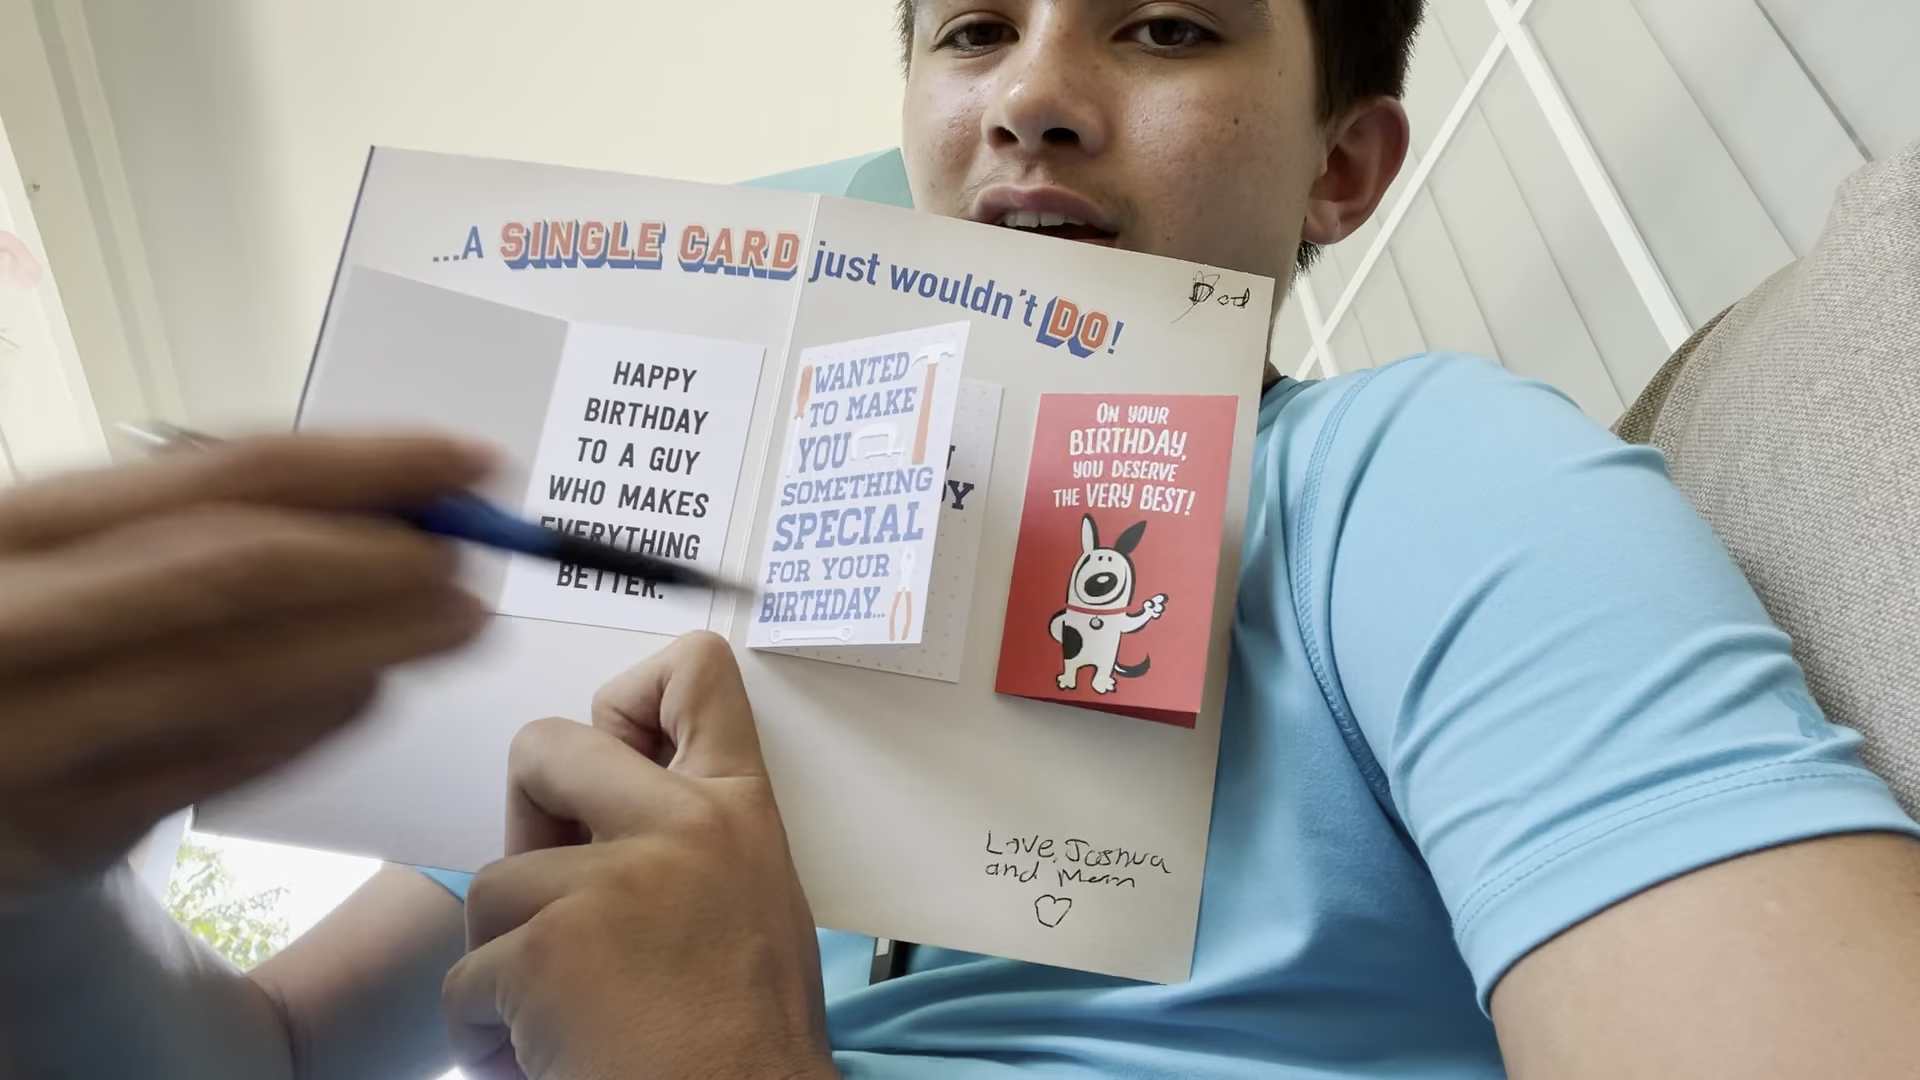 ...A SINGLE CARD just wouldn't DO!
Dad
HAPPY
BIRTHDAY
TO A GUY
WHO MAKES
EVERYTHING
BETTER.
WANTED
TO MAKE
YOU
SOMETHING
SPECIAL
FOR YOUR
BIRTHDAY...
ON YOUR
BIRTHDAY,
YOU DESERVE
THE VERY BEST!
Love, Joshua
and Mom